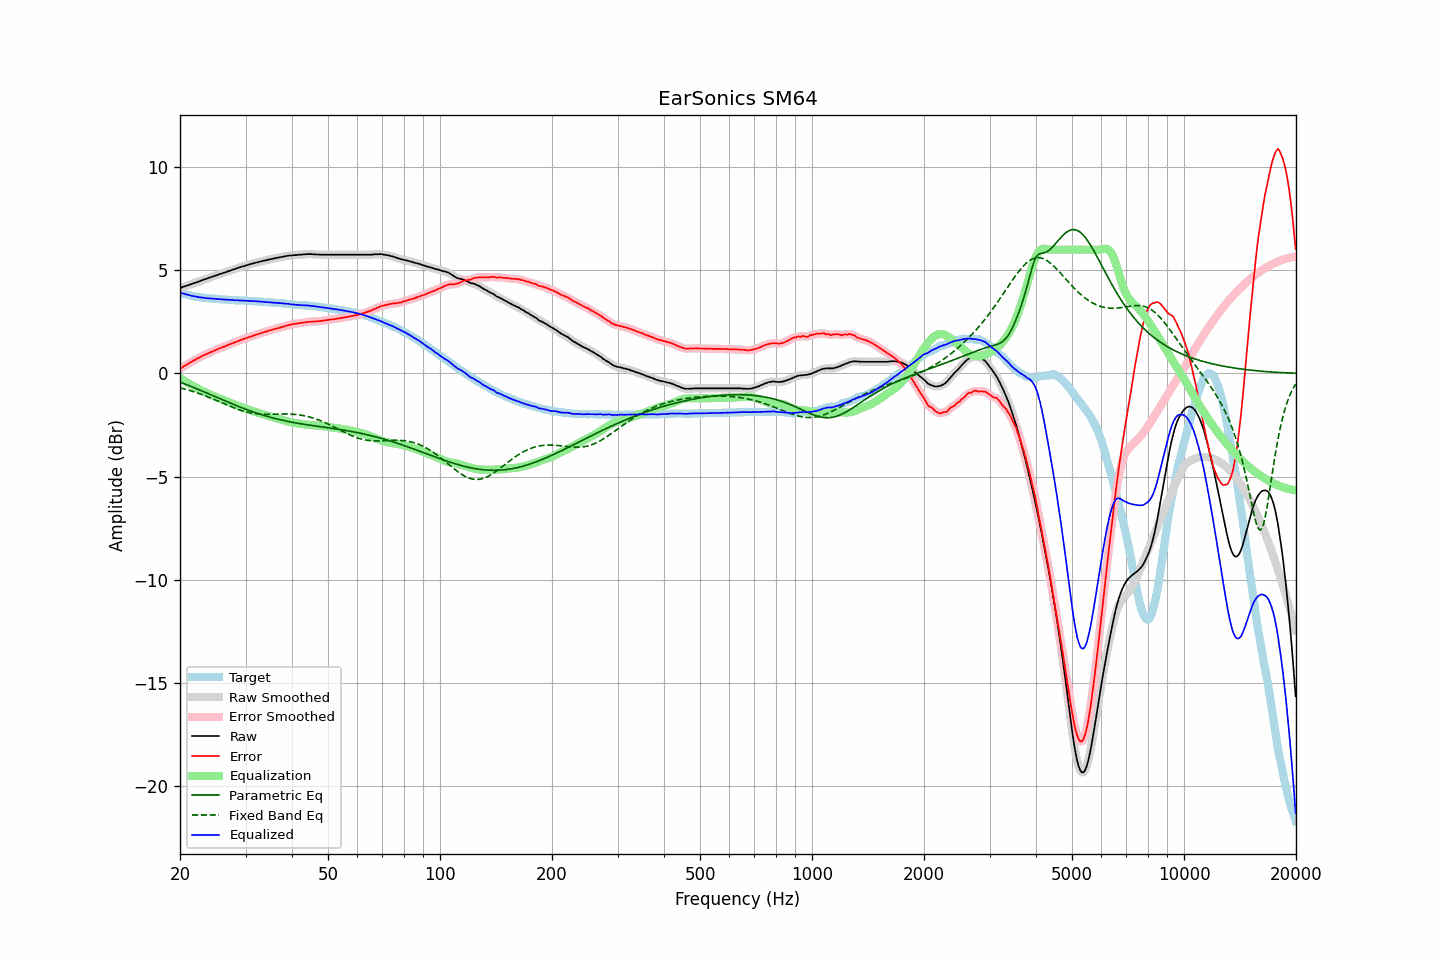 EarSonics SM64
Amplitude (dBr)
10
5
0
−5
−10
−15
−20
Target
Raw Smoothed
Error Smoothed
Raw
Error
Equalization
Parametric Eq
Fixed Band Eq
Equalized
20 50 100 200 500 1000 2000 5000 10000 20000
Frequency (Hz)